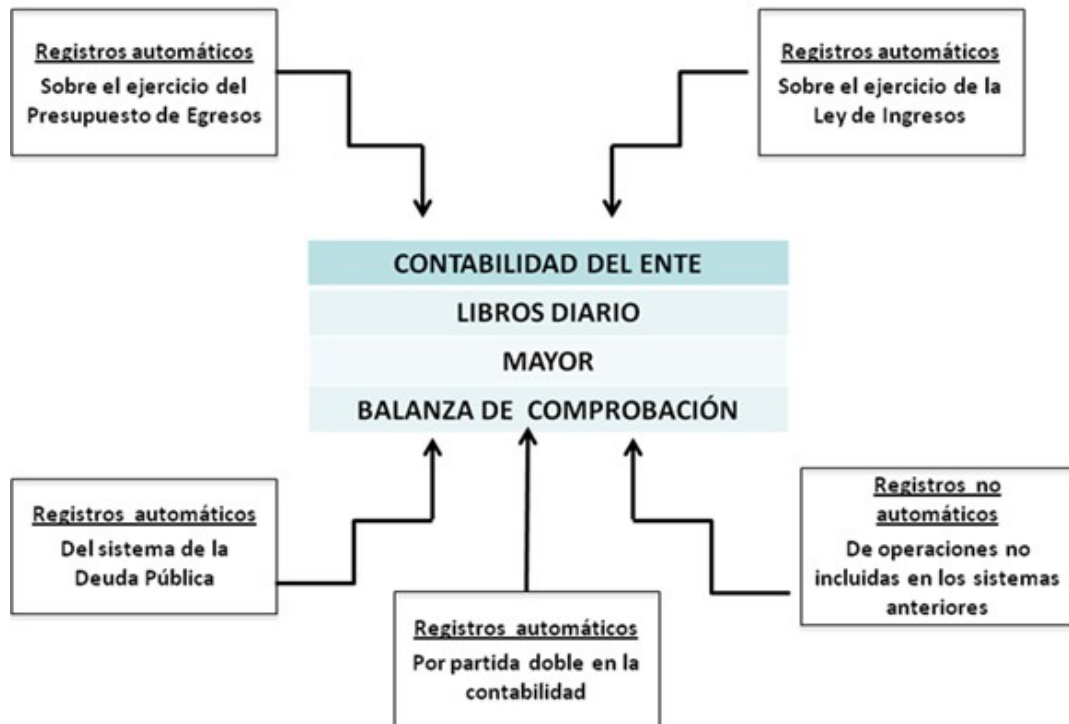 Registros automáticos
Sobre el ejercicio del
Presupuesto de Egresos
Registros automáticos
Sobre el ejercicio de la
Ley de Ingresos
CONTABILIDAD DEL ENTE
LIBROS DIARIO
MAYOR
BALANZA DE COMPROBACIÓN
Registros automáticos
Del sistema de la
Deuda Pública
Registros automáticos
Por partida doble en la
contabilidad
Registros no
automáticos
De operaciones no
incluidas en los sistemas
anteriores